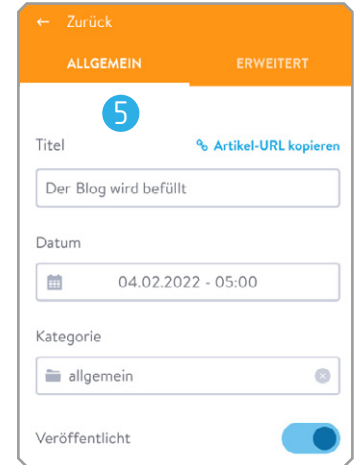 ← Zurück
ALLGEMEIN ERWEITERT
5
Titel Artikel-URL kopieren
Der Blog wird befüllt
Datum
04.02.2022 - 05:00
Kategorie
allgemein
Veröffentlicht